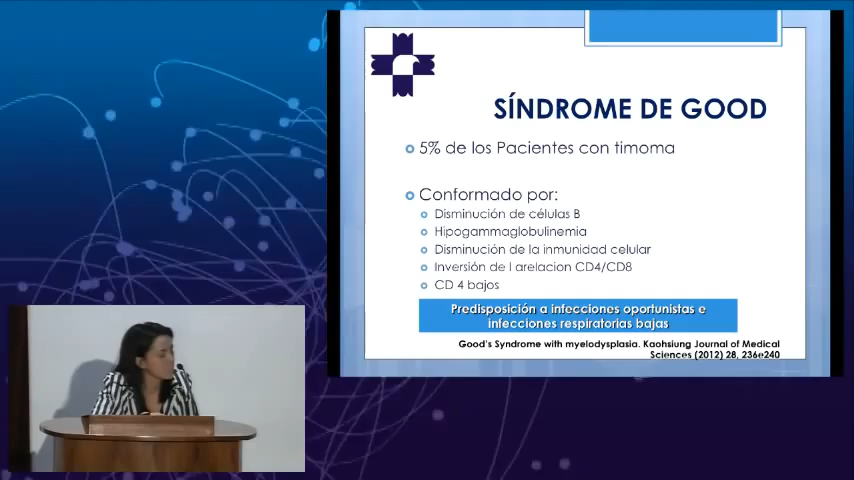 SÍNDROME DE GOOD
5% de los Pacientes con timoma
Conformado por:
Disminución de células B
Hipogammaglobulinemia
Disminución de la inmunidad celular
Inversión de l arelacion CD4/CD8
CD 4 bajos
Predisposición a infecciones oportunistas e
infecciones respiratorias bajas
Good's Syndrome with myelodysplasia. Kaohsiung Journal of Medical
Sciences (2012) 28, 236e240